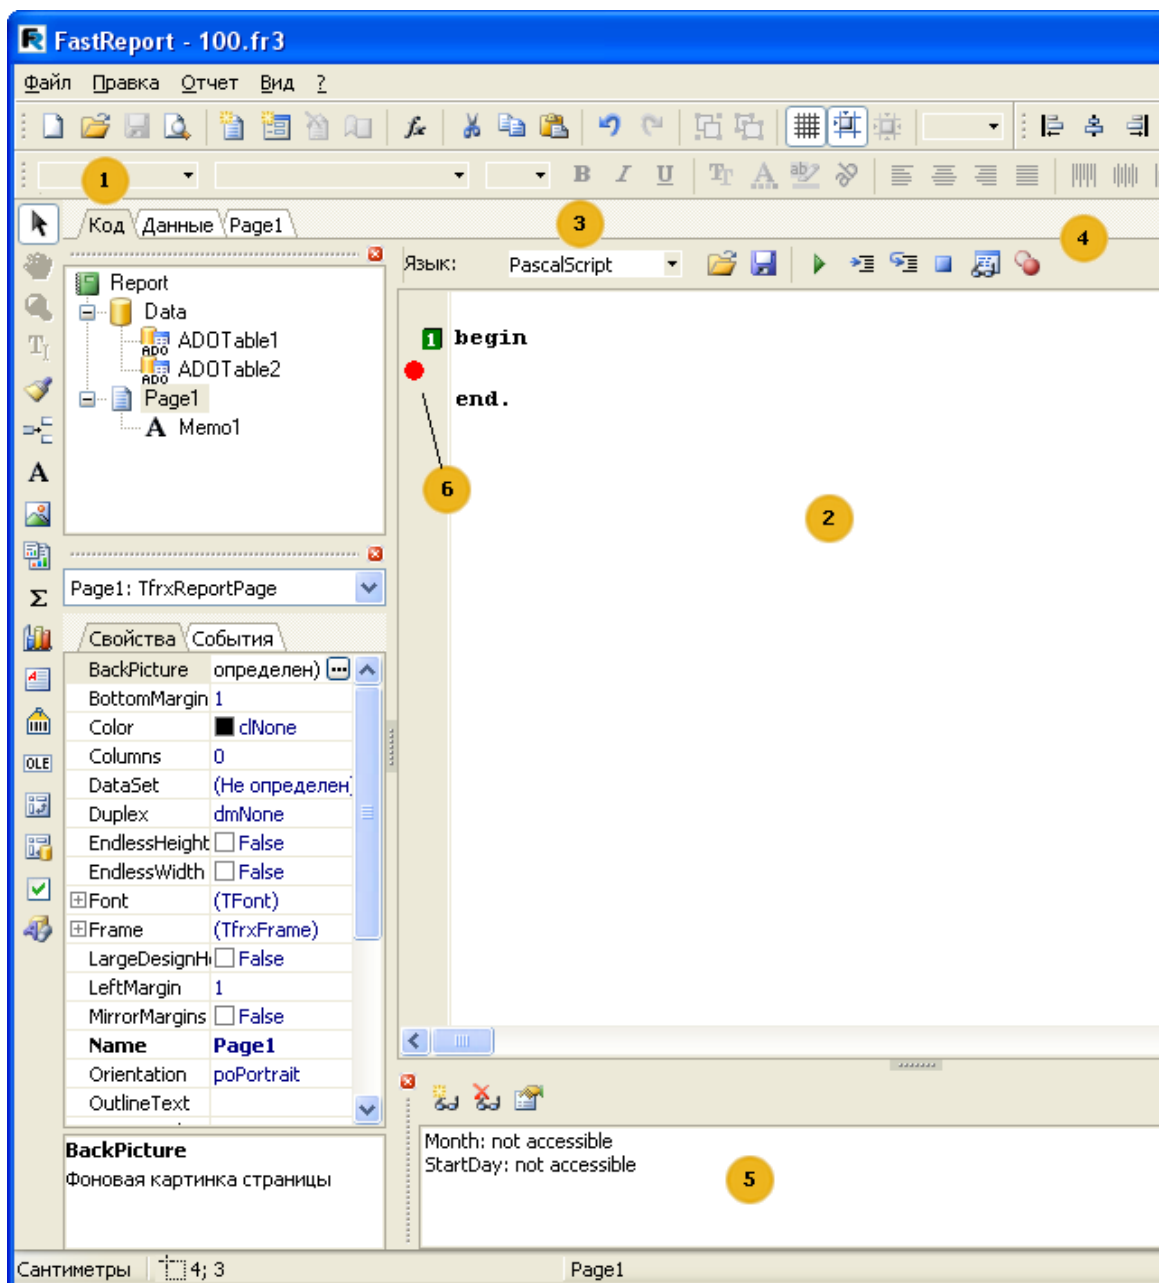 FastReport - 100.fr3
Файл Правка Отчет Вид ?
1
B I U
Код Данные Page1
3
4
Язык: PascalScript
Report
Data
ADO ADOTable1
ADO ADOTable2
Page1
A Memo1
1 begin
end.
6
2
A
Σ
OLE
Page1: TfrxReportPage
Свойства События
BackPicture определен) ...
BottomMargin 1
Color clNone
Columns 0
DataSet (Не определен
Duplex dmNone
EndlessHeight False
EndlessWidth False
Font (TFont)
Frame (TfrxFrame)
LargeDesignH False
LeftMargin 1
MirrorMargins False
Name Page1
Orientation poPortrait
OutlineText
BackPicture
Фоновая картинка страницы
Month: not accessible
StartDay: not accessible
5
Сантиметры 4; 3 Page1